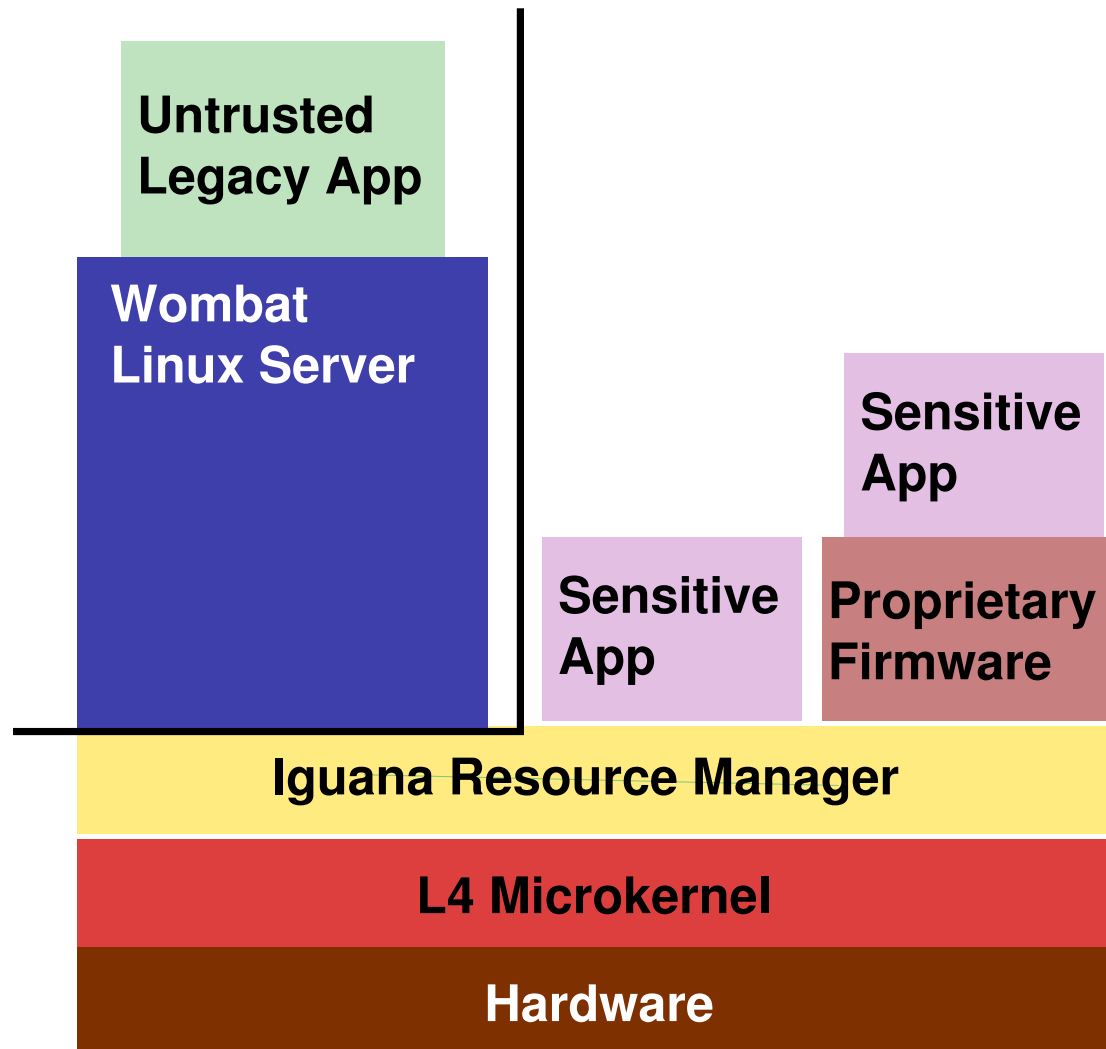 Untrusted
Legacy App
Wombat
Linux Server
Sensitive
App
Sensitive
App
Proprietary
Firmware
Iguana Resource Manager
L4 Microkernel
Hardware